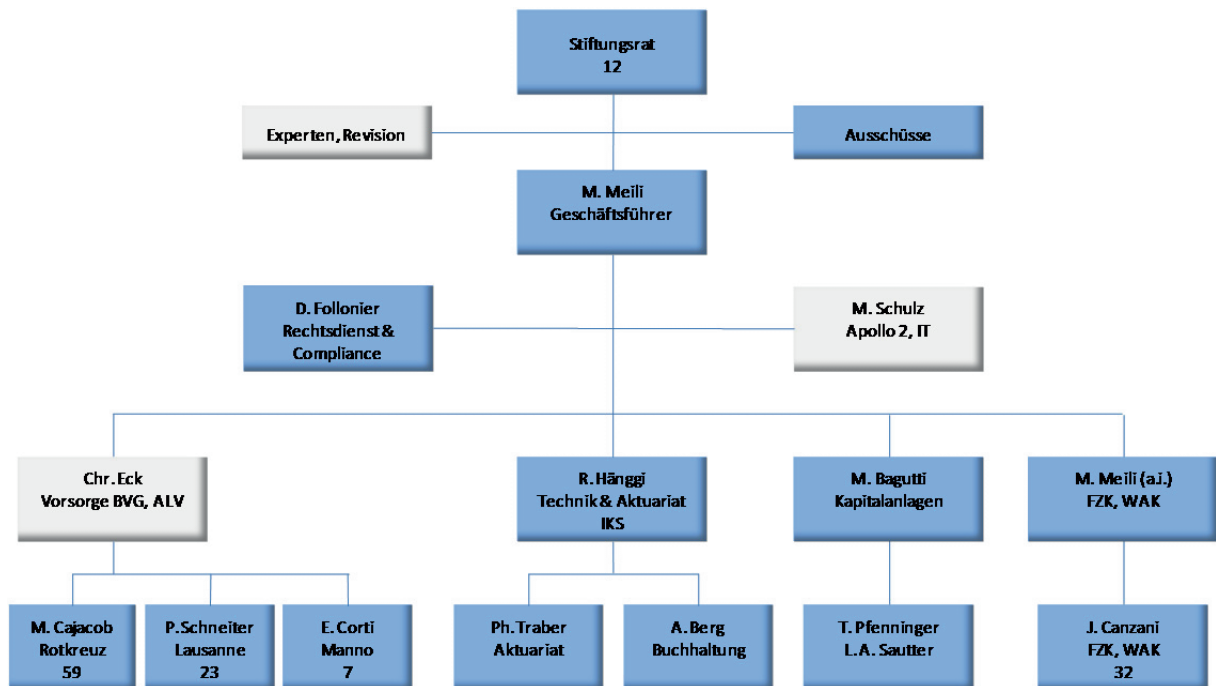 Stiftungsrat
12
Experten, Revision
Ausschüsse
M. Meili
Geschäftsführer
D. Follonier
Rechtsdienst &
Compliance
M. Schulz
Apollo 2, IT
Chr. Eck
Vorsorge BVG, ALV
R. Hänggi
Technik & Aktuariat
IKS
M. Bagutti
Kapitalanlagen
M. Meili (a.i.)
FZK, WAK
M. Cajacob
Rotkreuz
59
P. Schneiter
Lausanne
23
E. Corti
Manno
7
Ph. Traber
Aktuariat
A. Berg
Buchhaltung
T. Pfenninger
L.A. Sautter
J. Canzani
FZK, WAK
32